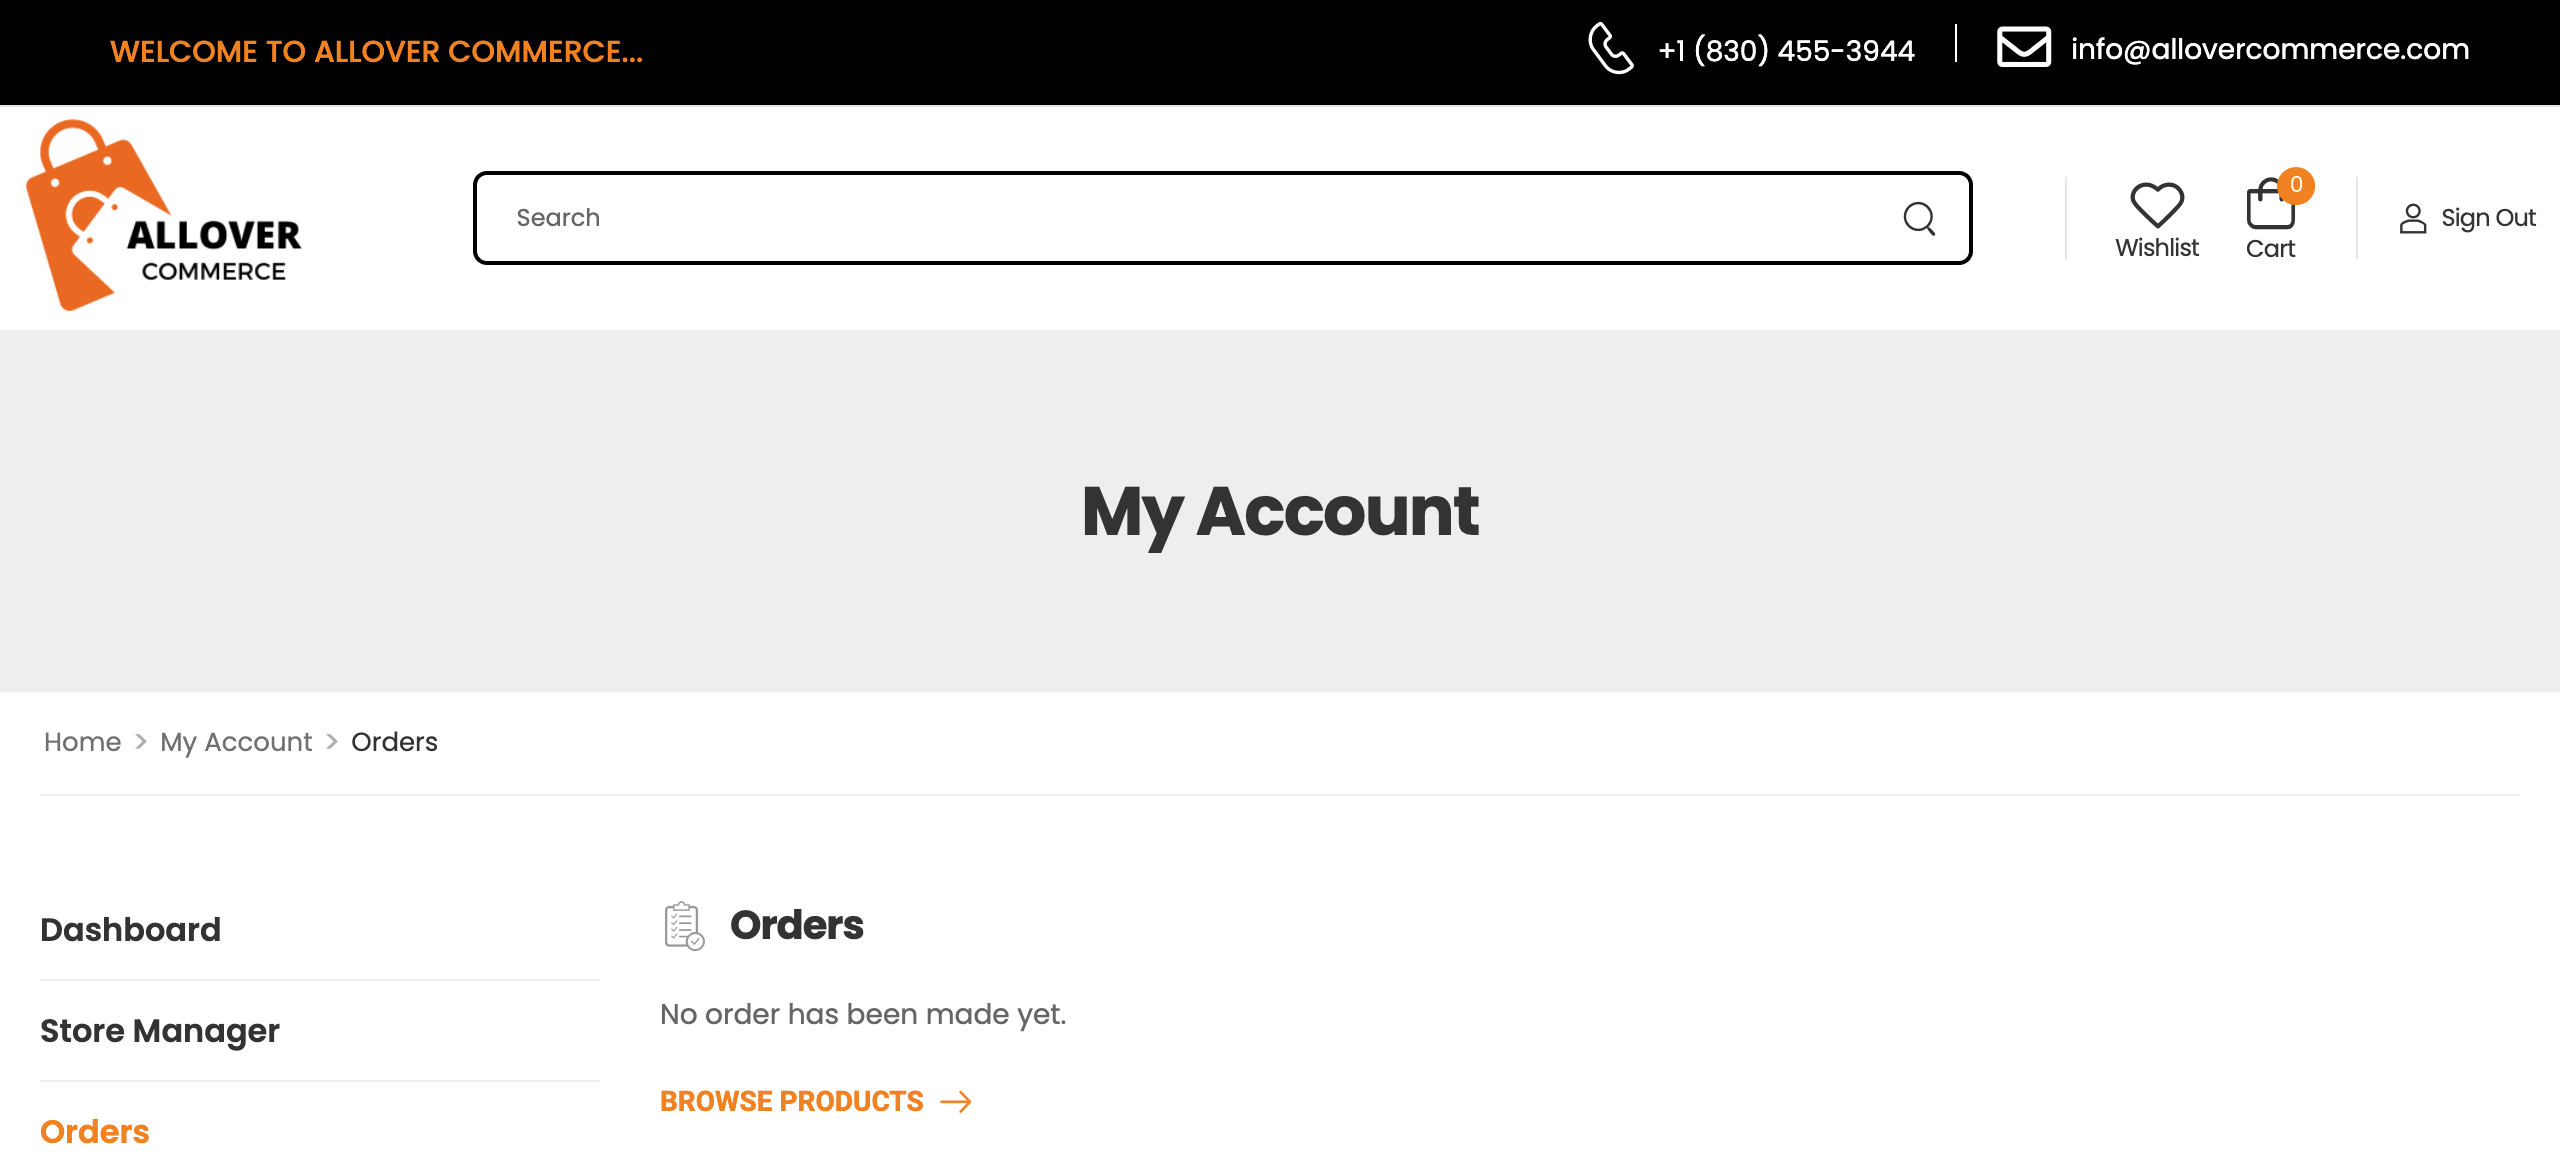 WELCOME TO ALLOVER COMMERCE...
+1 (830) 455-3944
info@allovercommerce.com
ALLOVER
COMMERCE
Search
Wishlist
0
Cart
Sign Out
My Account
Home > My Account > Orders
Dashboard
Store Manager
Orders
Orders
No order has been made yet.
BROWSE PRODUCTS →